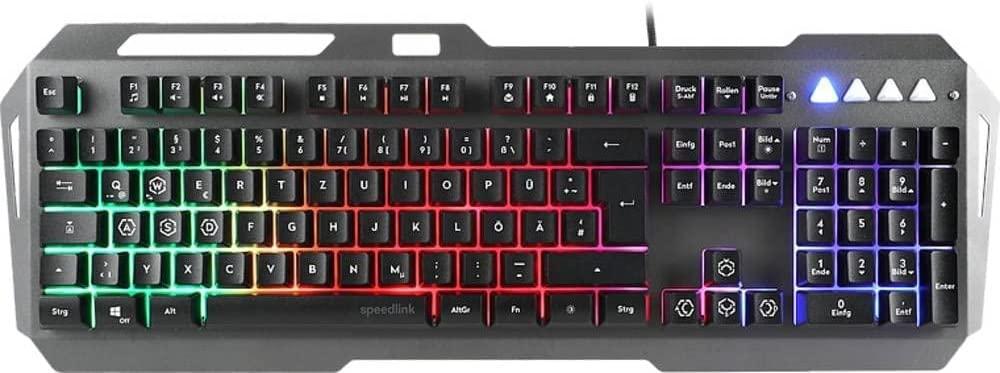 Esc F1 F2 F3 F4 F5 F6 F7 F8 F9 F10 F11 F12 Druck Rollen Pause
S-Abf Untbr
° ! " § $ % & / ( ) = ? `
^ 1 2 3 4 5 6 7{ 8[ 9] 0} ß\ ´ ← Einfg Pos1 Bild▲ Num ÷ × -
Q W E R T Z U I O P Ü * Entf Ende Bild▼ 7 8 9
@ € +~ Pos1 ▲ Bild▲
A S D F G H J K L Ö Ä ' 4 5 6 +
#
> Y X C V B N M ; : _ 1 2 3
< | µ , . - Ende ▼ Bild▼
Strg Alt speedlink AltGr Fn Strg 0 , Enter
Off Einfg Entf